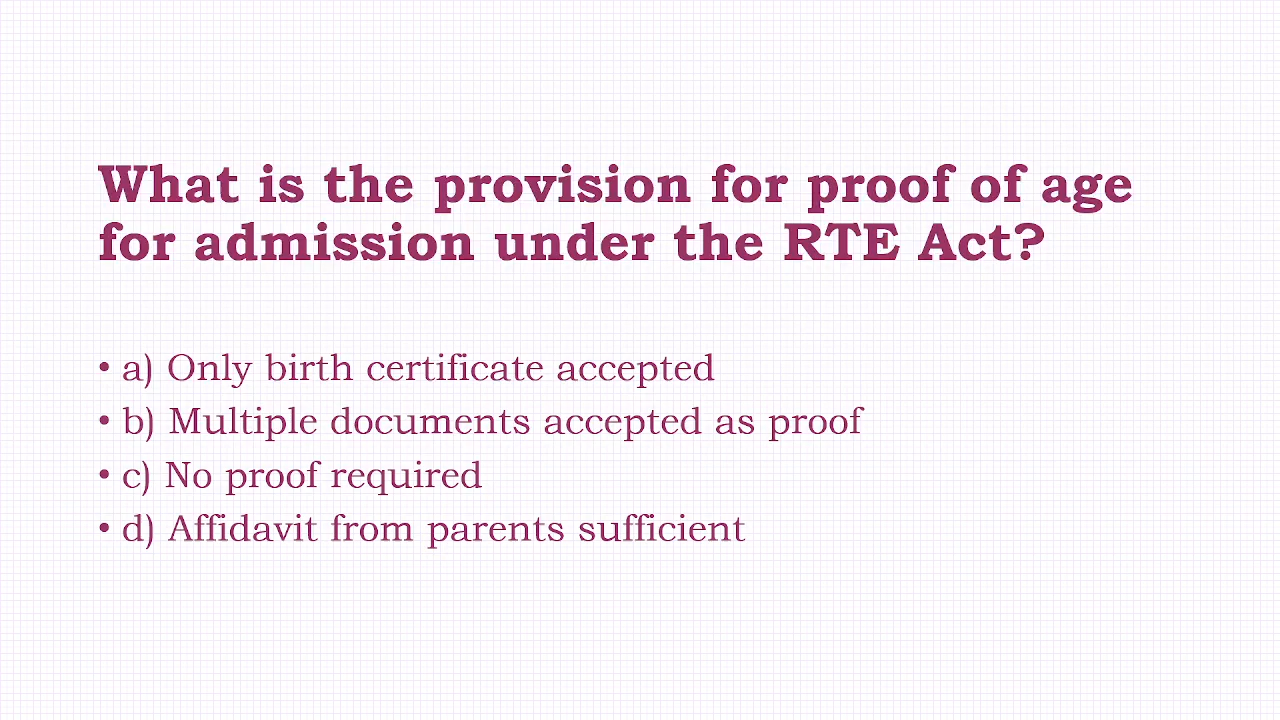 What is the provision for proof of age
for admission under the RTE Act?
• a) Only birth certificate accepted
• b) Multiple documents accepted as proof
• c) No proof required
• d) Affidavit from parents sufficient